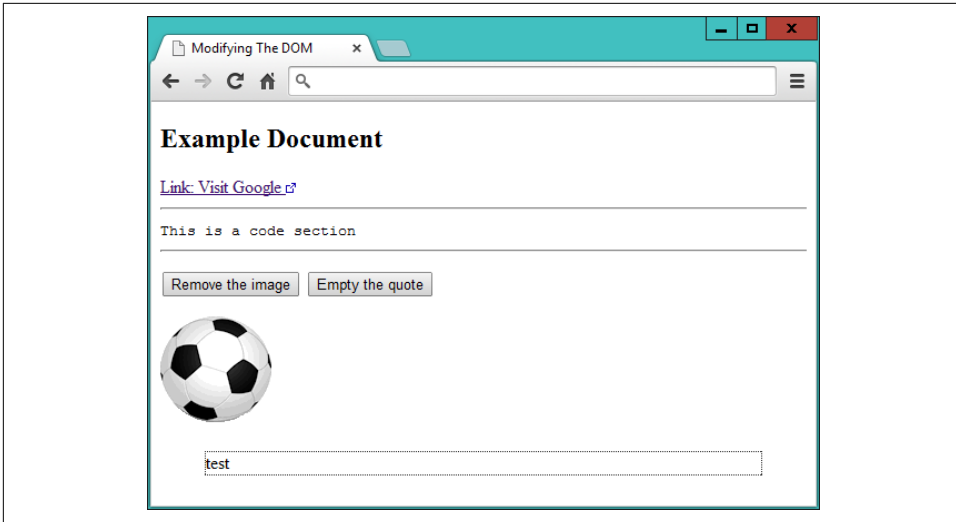 Modifying The DOM
Example Document
Link: Visit Google
This is a code section
Remove the image Empty the quote
test